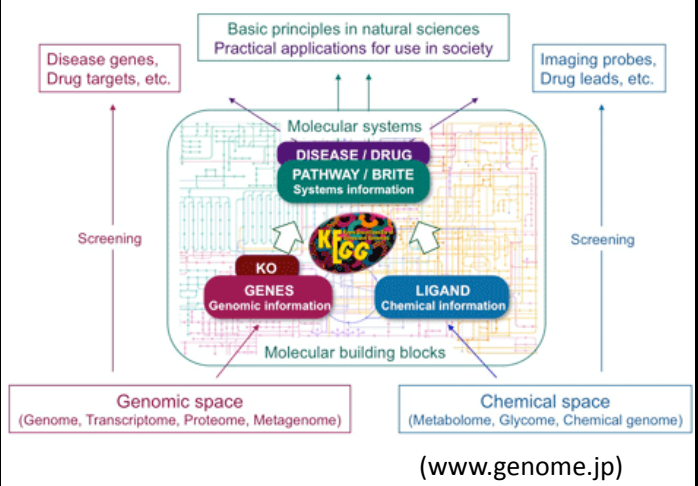 Basic principles in natural sciences
Practical applications for use in society
Disease genes,
Drug targets, etc.
Imaging probes,
Drug leads, etc.
Molecular systems
DISEASE / DRUG
PATHWAY / BRITE
Systems information
Screening
KEGG
Screening
KO
GENES
Genomic information
LIGAND
Chemical information
Molecular building blocks
Genomic space
(Genome, Transcriptome, Proteome, Metagenome)
Chemical space
(Metabolome, Glycome, Chemical genome)
(www.genome.jp)